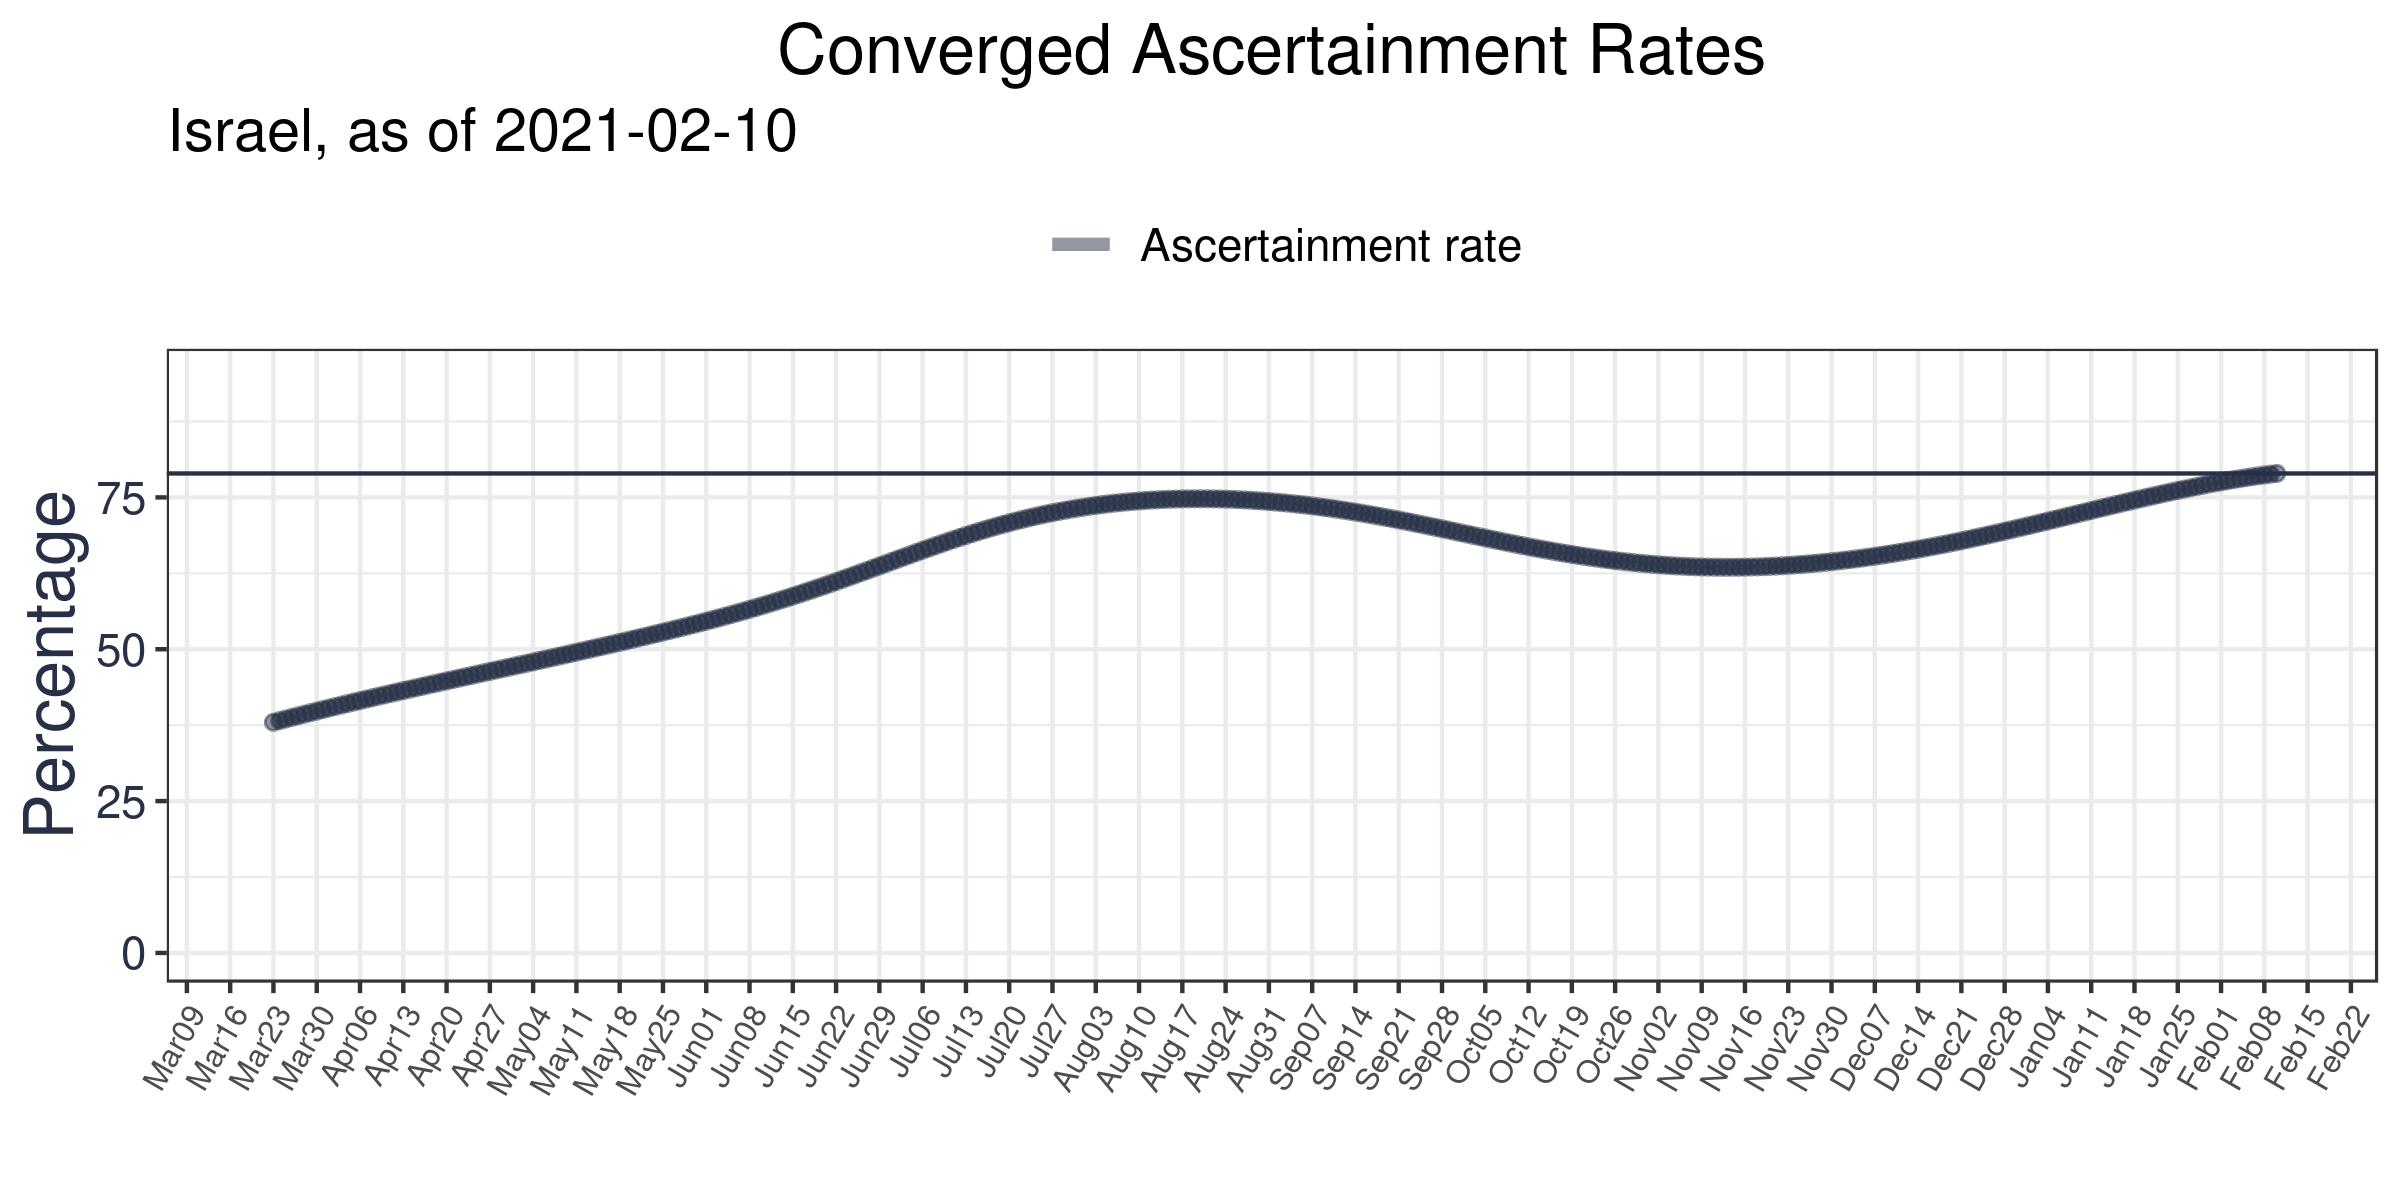 Converged Ascertainment Rates
Israel, as of 2021-02-10
Ascertainment rate
Percentage
75
50
25
0
Mar09 Mar16 Mar23 Mar30 Apr06 Apr13 Apr20 Apr27 May04 May11 May18 May25 Jun01 Jun08 Jun15 Jun22 Jun29 Jul06 Jul13 Jul20 Jul27 Aug03 Aug10 Aug17 Aug24 Aug31 Sep07 Sep14 Sep21 Sep28 Oct05 Oct12 Oct19 Oct26 Nov02 Nov09 Nov16 Nov23 Nov30 Dec07 Dec14 Dec21 Dec28 Jan04 Jan11 Jan18 Jan25 Feb01 Feb08 Feb15 Feb22